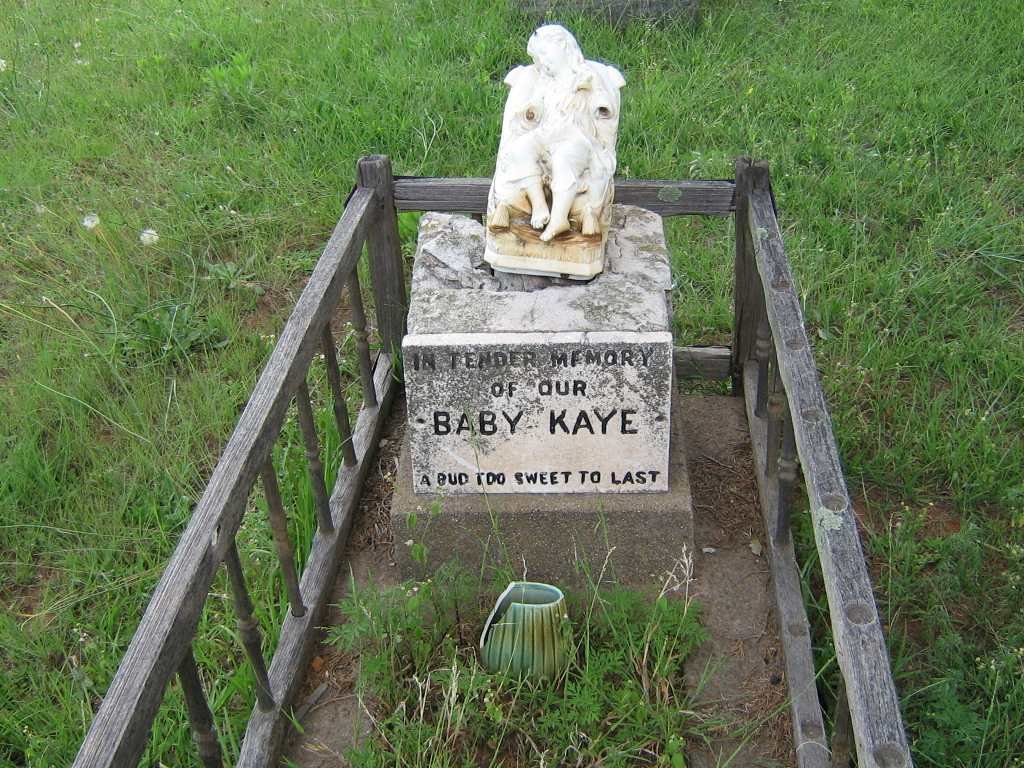 IN TENDER MEMORY
OF OUR
BABY KAYE
A BUD TOO SWEET TO LAST